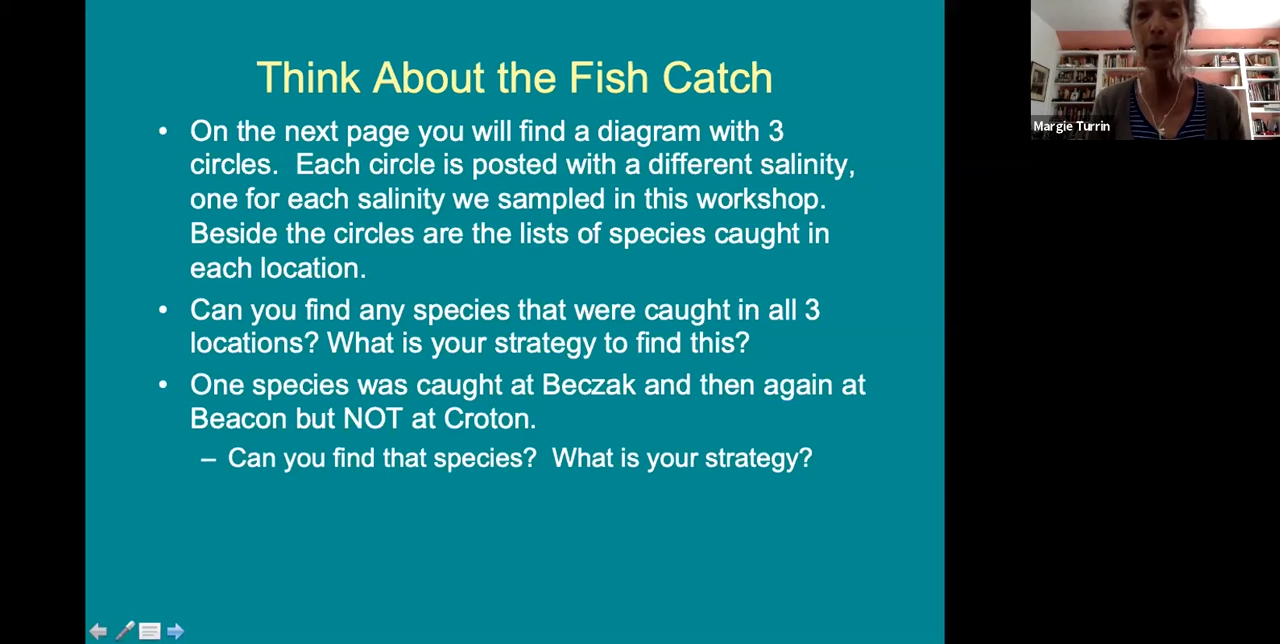 Think About the Fish Catch
• On the next page you will find a diagram with 3
circles.  Each circle is posted with a different salinity,
one for each salinity we sampled in this workshop.
Beside the circles are the lists of species caught in
each location.
• Can you find any species that were caught in all 3
locations? What is your strategy to find this?
• One species was caught at Beczak and then again at
Beacon but NOT at Croton.
– Can you find that species?  What is your strategy?
Margie Turrin